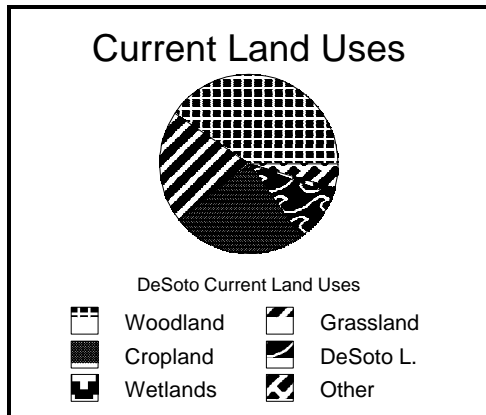 Current Land Uses
DeSoto Current Land Uses
Woodland Grassland
Cropland DeSoto L.
Wetlands Other